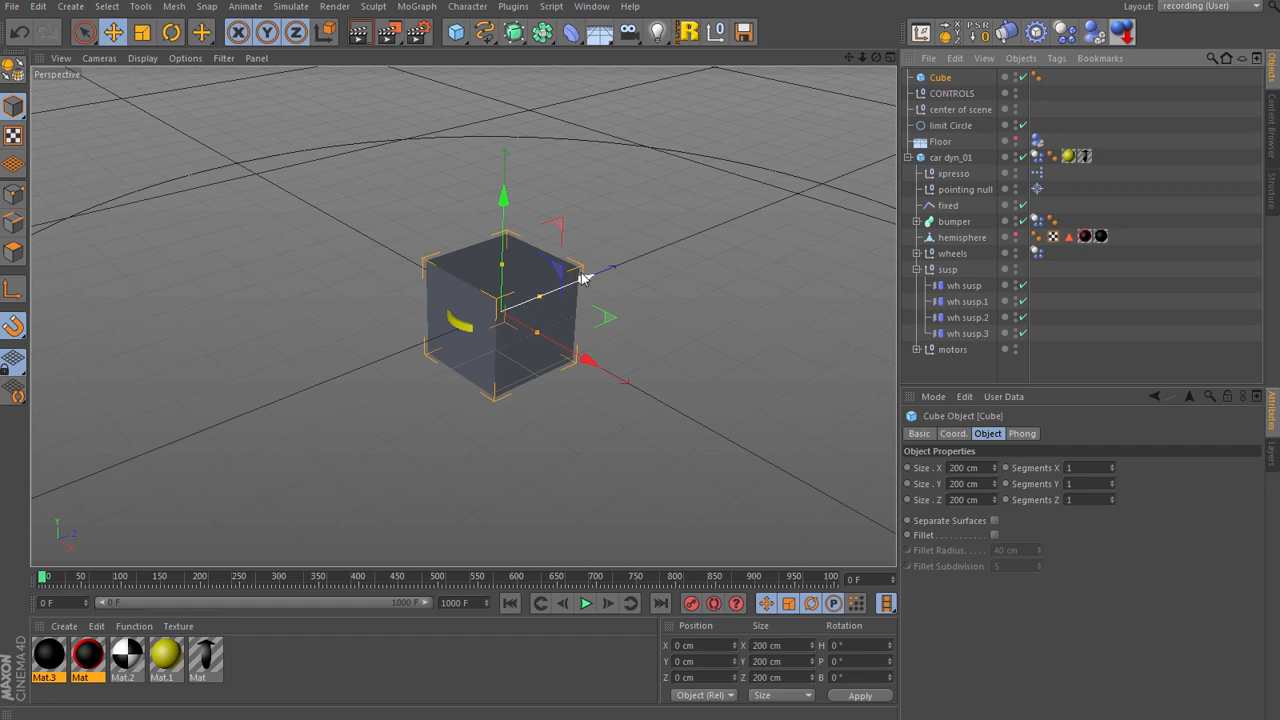 File Edit Create Select Tools Mesh Snap Animate Simulate Render Sculpt MoGraph Character Plugins Script Window Help Layout: recording (User)
View Cameras Display Options Filter Panel
Perspective
File Edit View Objects Tags Bookmarks
Cube
CONTROLS
center of scene
limit Circle
Floor
car dyn_01
xpresso
pointing null
fixed
bumper
hemisphere
wheels
susp
wh susp
wh susp.1
wh susp.2
wh susp.3
motors
Objects
Content Browser
Structure
Mode Edit User Data
Cube Object [Cube]
Basic Coord. Object Phong
Object Properties
Size . X 200 cm Segments X 1
Size . Y 200 cm Segments Y 1
Size . Z 200 cm Segments Z 1
Separate Surfaces
Fillet
Fillet Radius 40 cm
Fillet Subdivision 5
Attributes
Layers
Y
Z
X
0 50 100 150 200 250 300 350 400 450 500 550 600 650 700 750 800 850 900 950 100 0 F
0 F 0 F 1000 F 1000 F
Create Edit Function Texture
Mat.3 Mat Mat.2 Mat.1 Mat
Position Size Rotation
X 0 cm X 200 cm H 0 °
Y 0 cm Y 200 cm P 0 °
Z 0 cm Z 200 cm B 0 °
Object (Rel) Size Apply
MAXON
CINEMA 4D